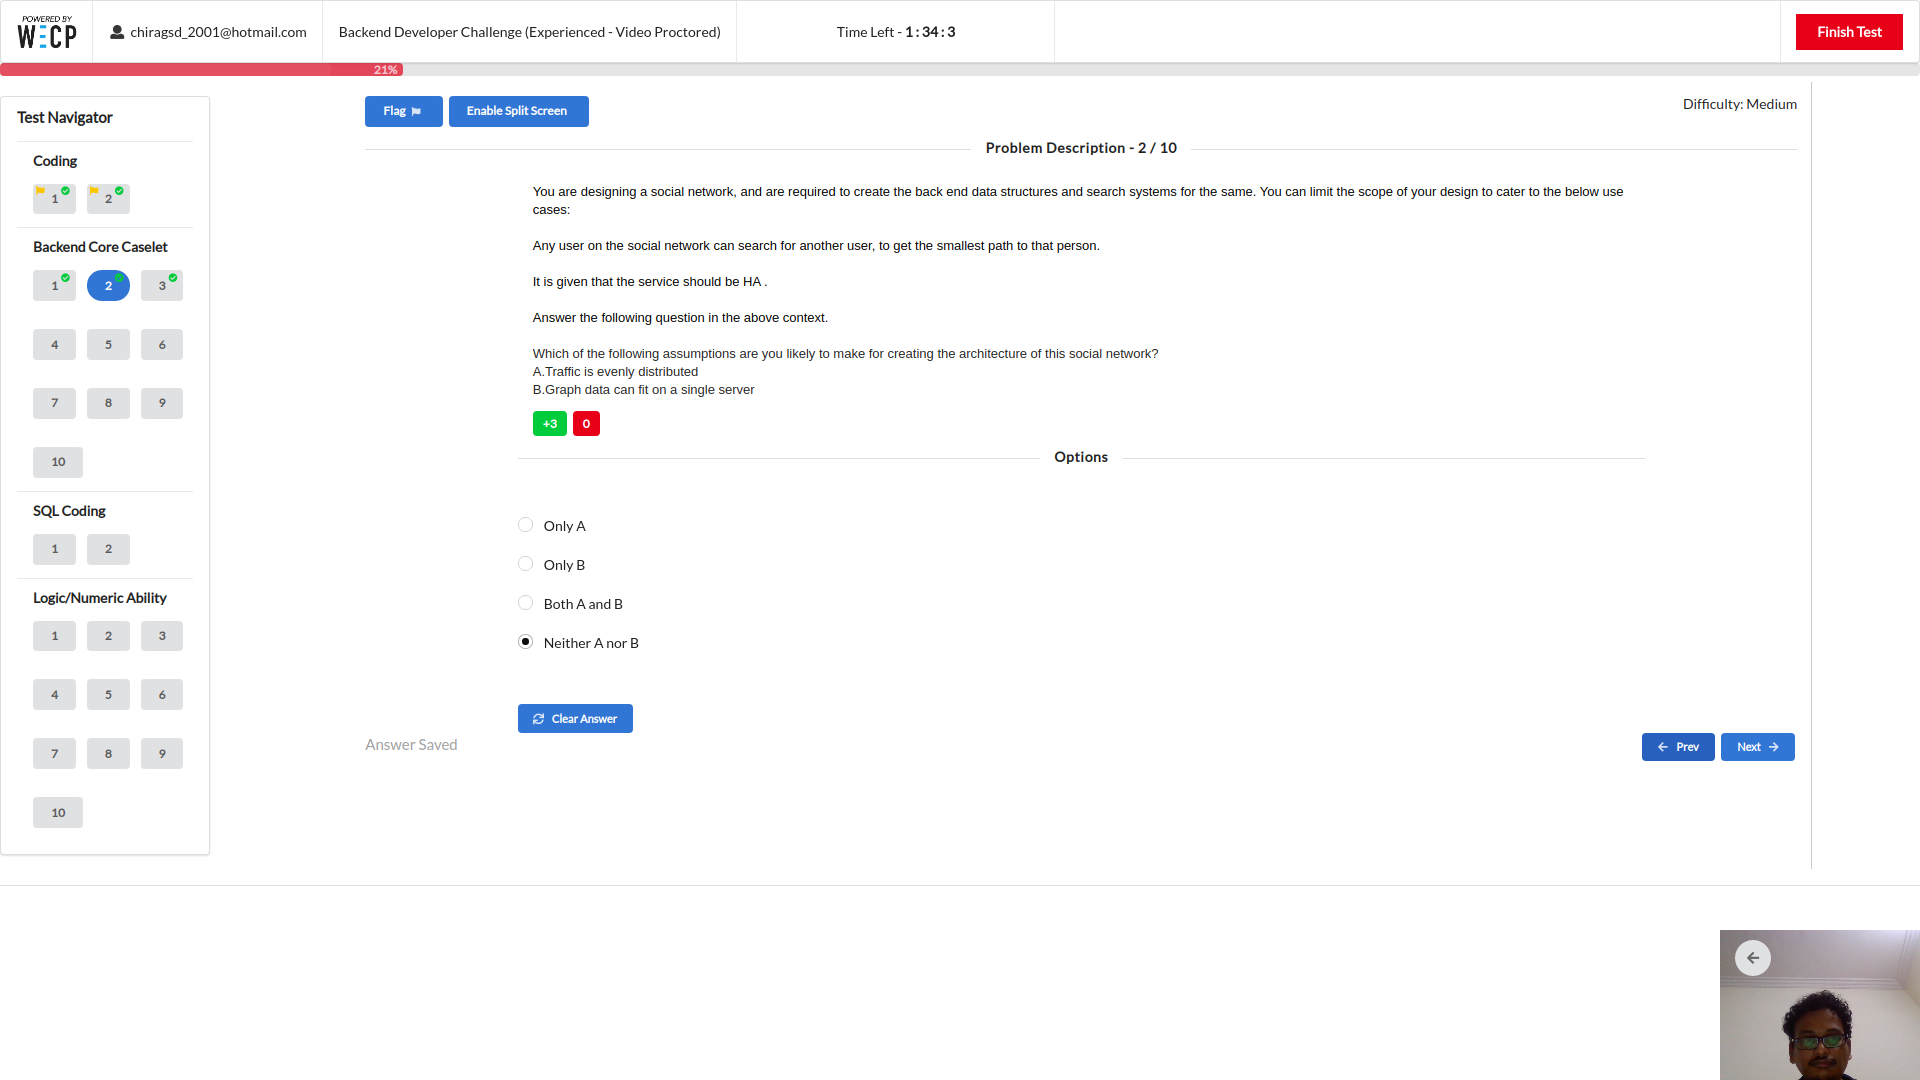 POWERED BY
WECP
chiragsd_2001@hotmail.com
Backend Developer Challenge (Experienced - Video Proctored)
Time Left - 1 : 34 : 3
Finish Test
21%
Test Navigator
Coding
1 2
Backend Core Caselet
1 2 3
4 5 6
7 8 9
10
SQL Coding
1 2
Logic/Numeric Ability
1 2 3
4 5 6
7 8 9
10
Flag
Enable Split Screen
Difficulty: Medium
Problem Description - 2 / 10
You are designing a social network, and are required to create the back end data structures and search systems for the same. You can limit the scope of your design to cater to the below use
cases:
Any user on the social network can search for another user, to get the smallest path to that person.
It is given that the service should be HA .
Answer the following question in the above context.
Which of the following assumptions are you likely to make for creating the architecture of this social network?
A.Traffic is evenly distributed
B.Graph data can fit on a single server
+3 0
Options
Only A
Only B
Both A and B
Neither A nor B
Clear Answer
Answer Saved
Prev
Next